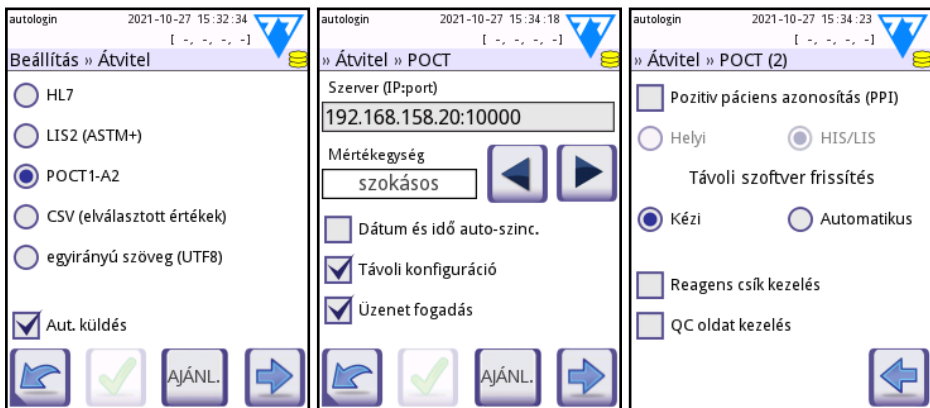 autologin 2021-10-27 15:32:34
[ -, -, -, -]
Beállítás » Átvitel
HL7
LIS2 (ASTM+)
POCT1-A2
CSV (elválasztott értékek)
egyirányú szöveg (UTF8)
Aut. küldés
AJÁNL.
autologin 2021-10-27 15:34:18
[ -, -, -, -]
» Átvitel » POCT
Szerver (IP:port)
192.168.158.20:10000
Mértékegység
szokásos
Dátum és idő auto-szinc.
Távoli konfiguráció
Üzenet fogadás
AJÁNL.
autologin 2021-10-27 15:34:23
[ -, -, -, -]
» Átvitel » POCT (2)
Pozitiv páciens azonosítás (PPI)
Helyi HIS/LIS
Távoli szoftver frissítés
Kézi Automatikus
Reagens csík kezelés
QC oldat kezelés